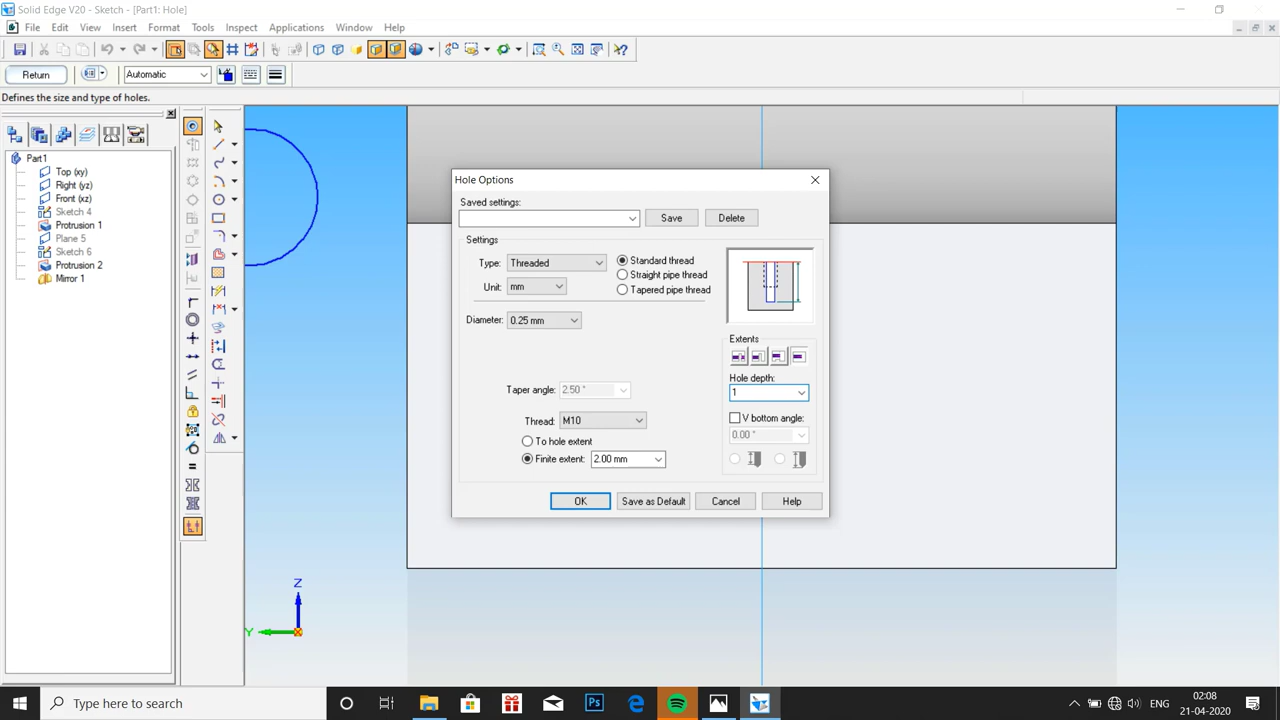 Solid Edge V20 - Sketch - [Part1: Hole]
File Edit View Insert Format Tools Inspect Applications Window Help
Return Automatic
Defines the size and type of holes.
Part1
Top (xy)
Right (yz)
Front (xz)
Sketch 4
Protrusion 1
Plane 5
Sketch 6
Protrusion 2
Mirror 1
Hole Options
Saved settings:
Save Delete
Settings
Type: Threaded
Standard thread
Straight pipe thread
Unit: mm
Tapered pipe thread
Diameter: 0.25 mm
Extents
Hole depth:
1
Taper angle: 2.50 °
V bottom angle:
0.00 °
Thread: M10
To hole extent
Finite extent: 2.00 mm
OK Save as Default Cancel Help
Z
Y
Type here to search
Ps
ENG
02:08
21-04-2020